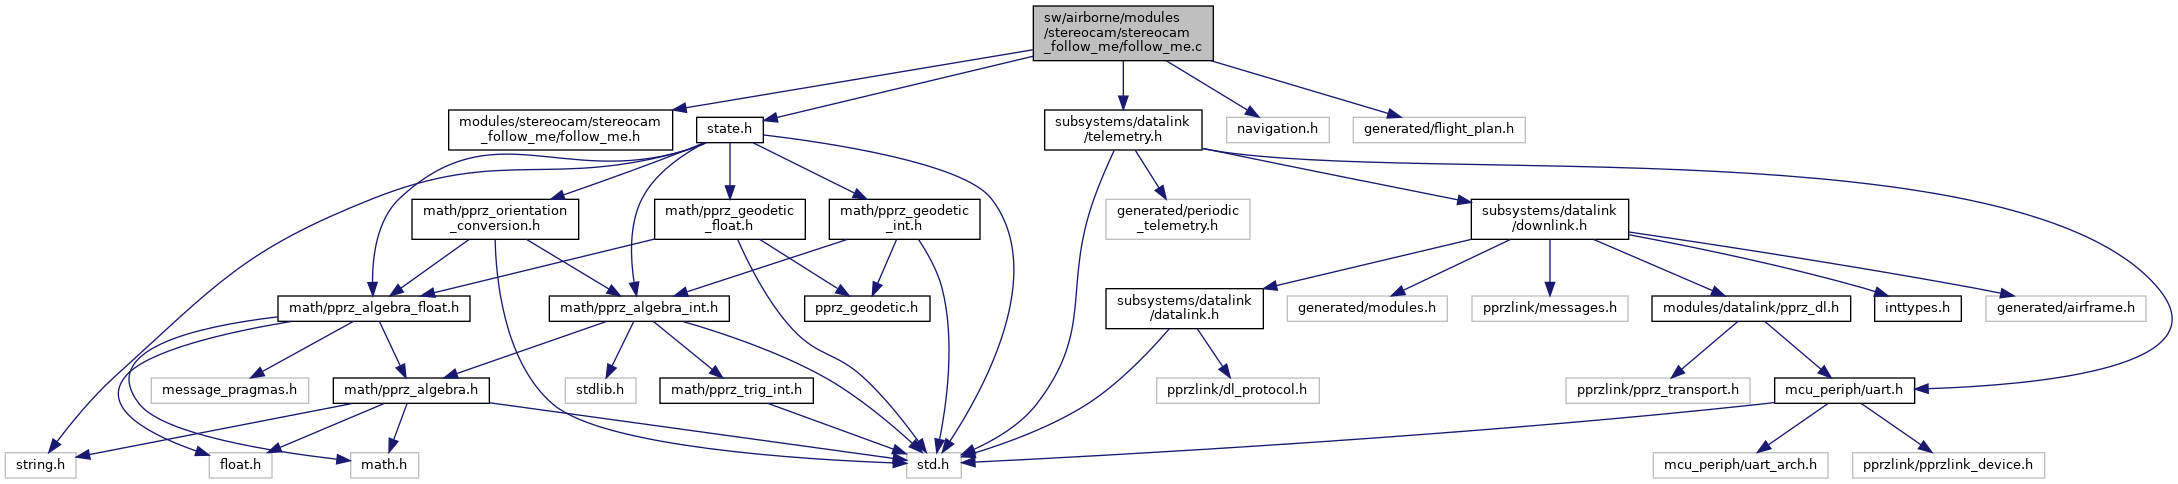 sw/airborne/modules
/stereocam/stereocam
_follow_me/follow_me.c
modules/stereocam/stereocam
_follow_me/follow_me.h
state.h
subsystems/datalink
/telemetry.h
navigation.h
generated/flight_plan.h
math/pprz_orientation
_conversion.h
math/pprz_geodetic
_float.h
math/pprz_geodetic
_int.h
generated/periodic
_telemetry.h
subsystems/datalink
/downlink.h
math/pprz_algebra_float.h
math/pprz_algebra_int.h
pprz_geodetic.h
subsystems/datalink
/datalink.h
generated/modules.h
pprzlink/messages.h
modules/datalink/pprz_dl.h
inttypes.h
generated/airframe.h
message_pragmas.h
math/pprz_algebra.h
stdlib.h
math/pprz_trig_int.h
pprzlink/dl_protocol.h
pprzlink/pprz_transport.h
mcu_periph/uart.h
string.h
float.h
math.h
std.h
mcu_periph/uart_arch.h
pprzlink/pprzlink_device.h